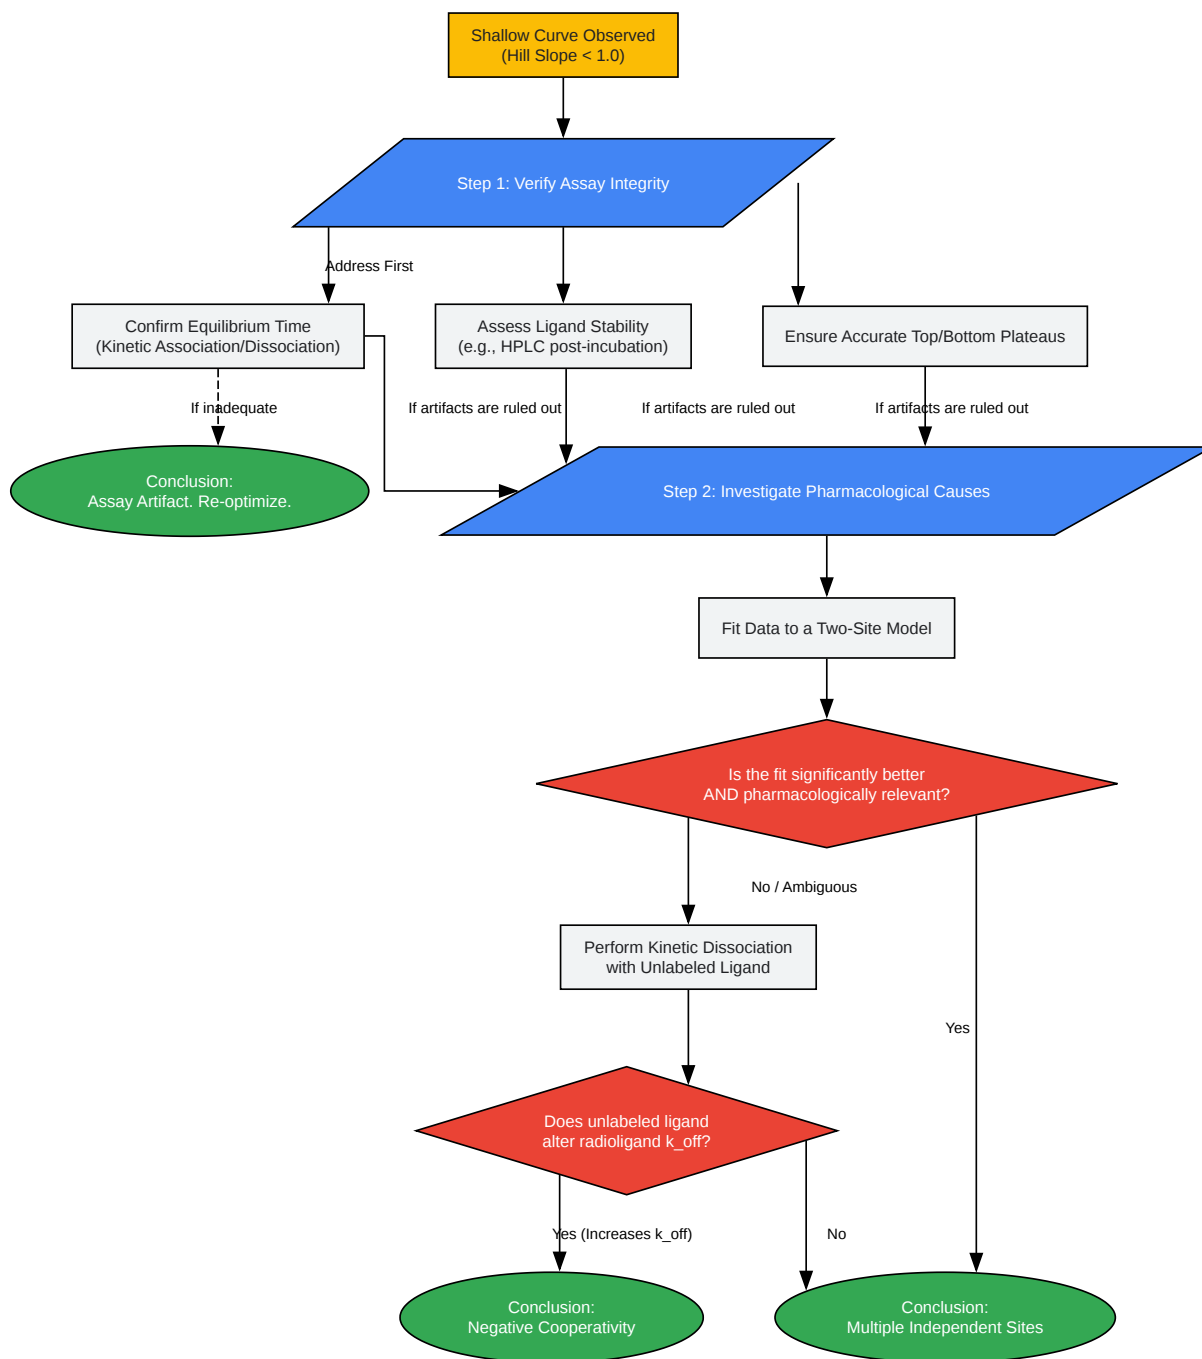 Shallow Curve Observed
(Hill Slope < 1.0)
Step 1: Verify Assay Integrity
Address First
Confirm Equilibrium Time
(Kinetic Association/Dissociation)
Assess Ligand Stability
(e.g., HPLC post-incubation)
Ensure Accurate Top/Bottom Plateaus
If inadequate
If artifacts are ruled out
If artifacts are ruled out
If artifacts are ruled out
Conclusion:
Assay Artifact. Re-optimize.
Step 2: Investigate Pharmacological Causes
Fit Data to a Two-Site Model
Is the fit significantly better
AND pharmacologically relevant?
No / Ambiguous
Perform Kinetic Dissociation
with Unlabeled Ligand
Yes
Does unlabeled ligand
alter radioligand k_off?
Yes (Increases k_off)
No
Conclusion:
Negative Cooperativity
Conclusion:
Multiple Independent Sites